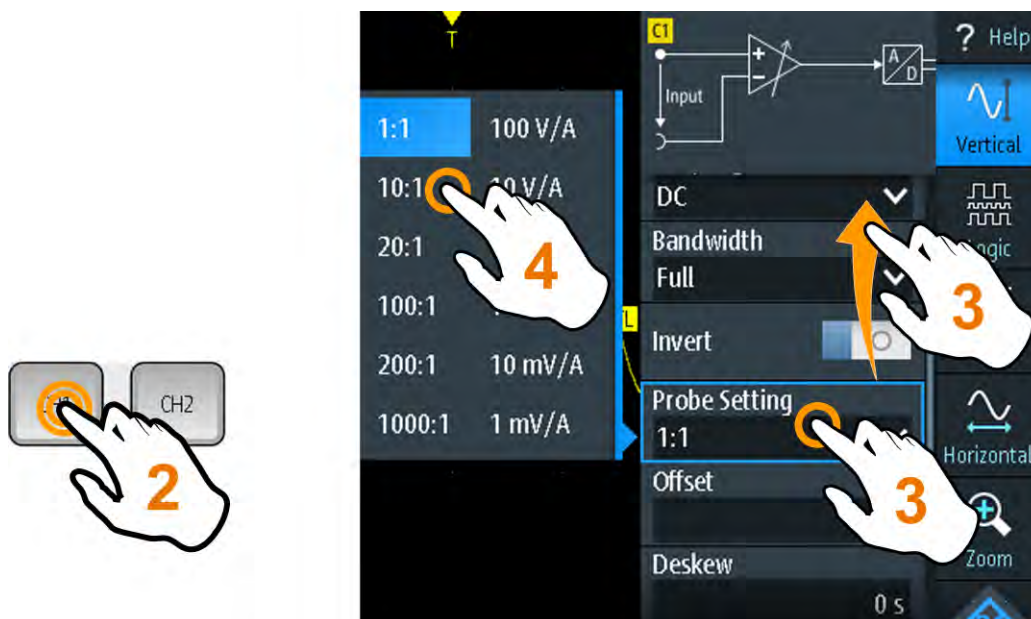 T
C1
? Help
+
−
A
D
Input
Vertical
1:1 100 V/A
10:1 V/A
20:1
100:1
200:1 10 mV/A
1000:1 1 mV/A
4
DC
Bandwidth
Full
Invert
3
Probe Setting
1:1
3
Offset
Deskew
0 s
Horizontal
Zoom
CH2
2